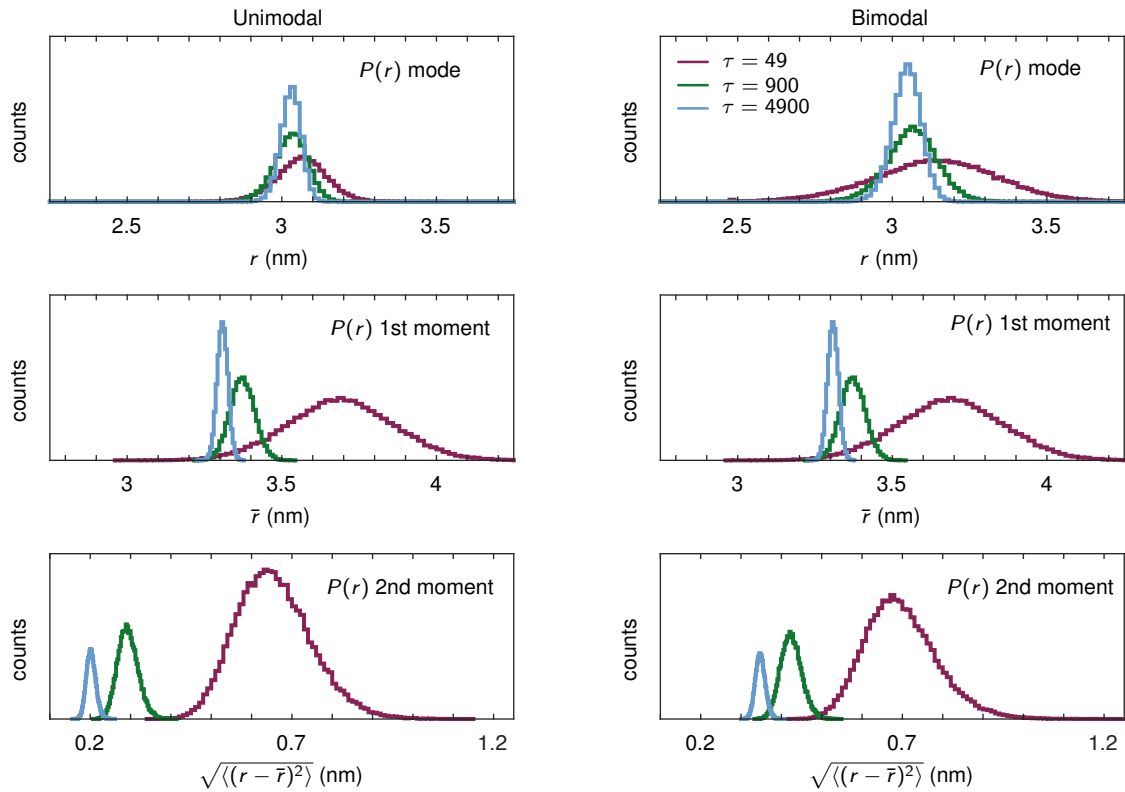 Unimodal
P(r) mode
counts
2.5 3 3.5
r (nm)
P(r) 1st moment
counts
3 3.5 4
r̄ (nm)
P(r) 2nd moment
counts
0.2 0.7 1.2
√⟨(r − r̄)²⟩ (nm)
Bimodal
P(r) mode
τ = 49
τ = 900
τ = 4900
counts
2.5 3 3.5
r (nm)
P(r) 1st moment
counts
3 3.5 4
r̄ (nm)
P(r) 2nd moment
counts
0.2 0.7 1.2
√⟨(r − r̄)²⟩ (nm)